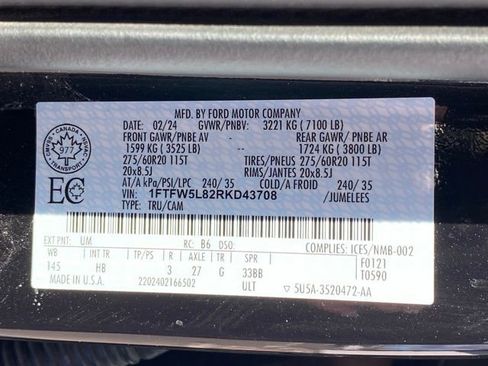 MFD. BY FORD MOTOR COMPANY
DATE: 02/24 GVWR/PNBV: 3221 KG ( 7100 LB)
FRONT GAWR/PNBE AV REAR GAWR/ PNBE AR
1599 KG ( 3525 LB) 1724 KG ( 3800 LB)
275/60R20 115T TIRES/PNEUS 275/60R20 115T
20x8.5J RIMS/JANTES 20x8.5J
AT/A kPa/PSI/LPC 240/ 35 COLD/A FROID 240/ 35
1FTFW5L82RKD43708 /JUMELEES
TYPE: TRU/CAM
CANADA
977
TRANSPORT
EC
EXT PNT: UM RC: B6 DSO: COMPLIES: ICES/NMB-002
WB TP/PS R AXLE TR SPR F0121
145 HB 3 27 G 33BB T0590
MADE IN U.S.A. 2202402166502 ULT 5U5A-3520472-AA